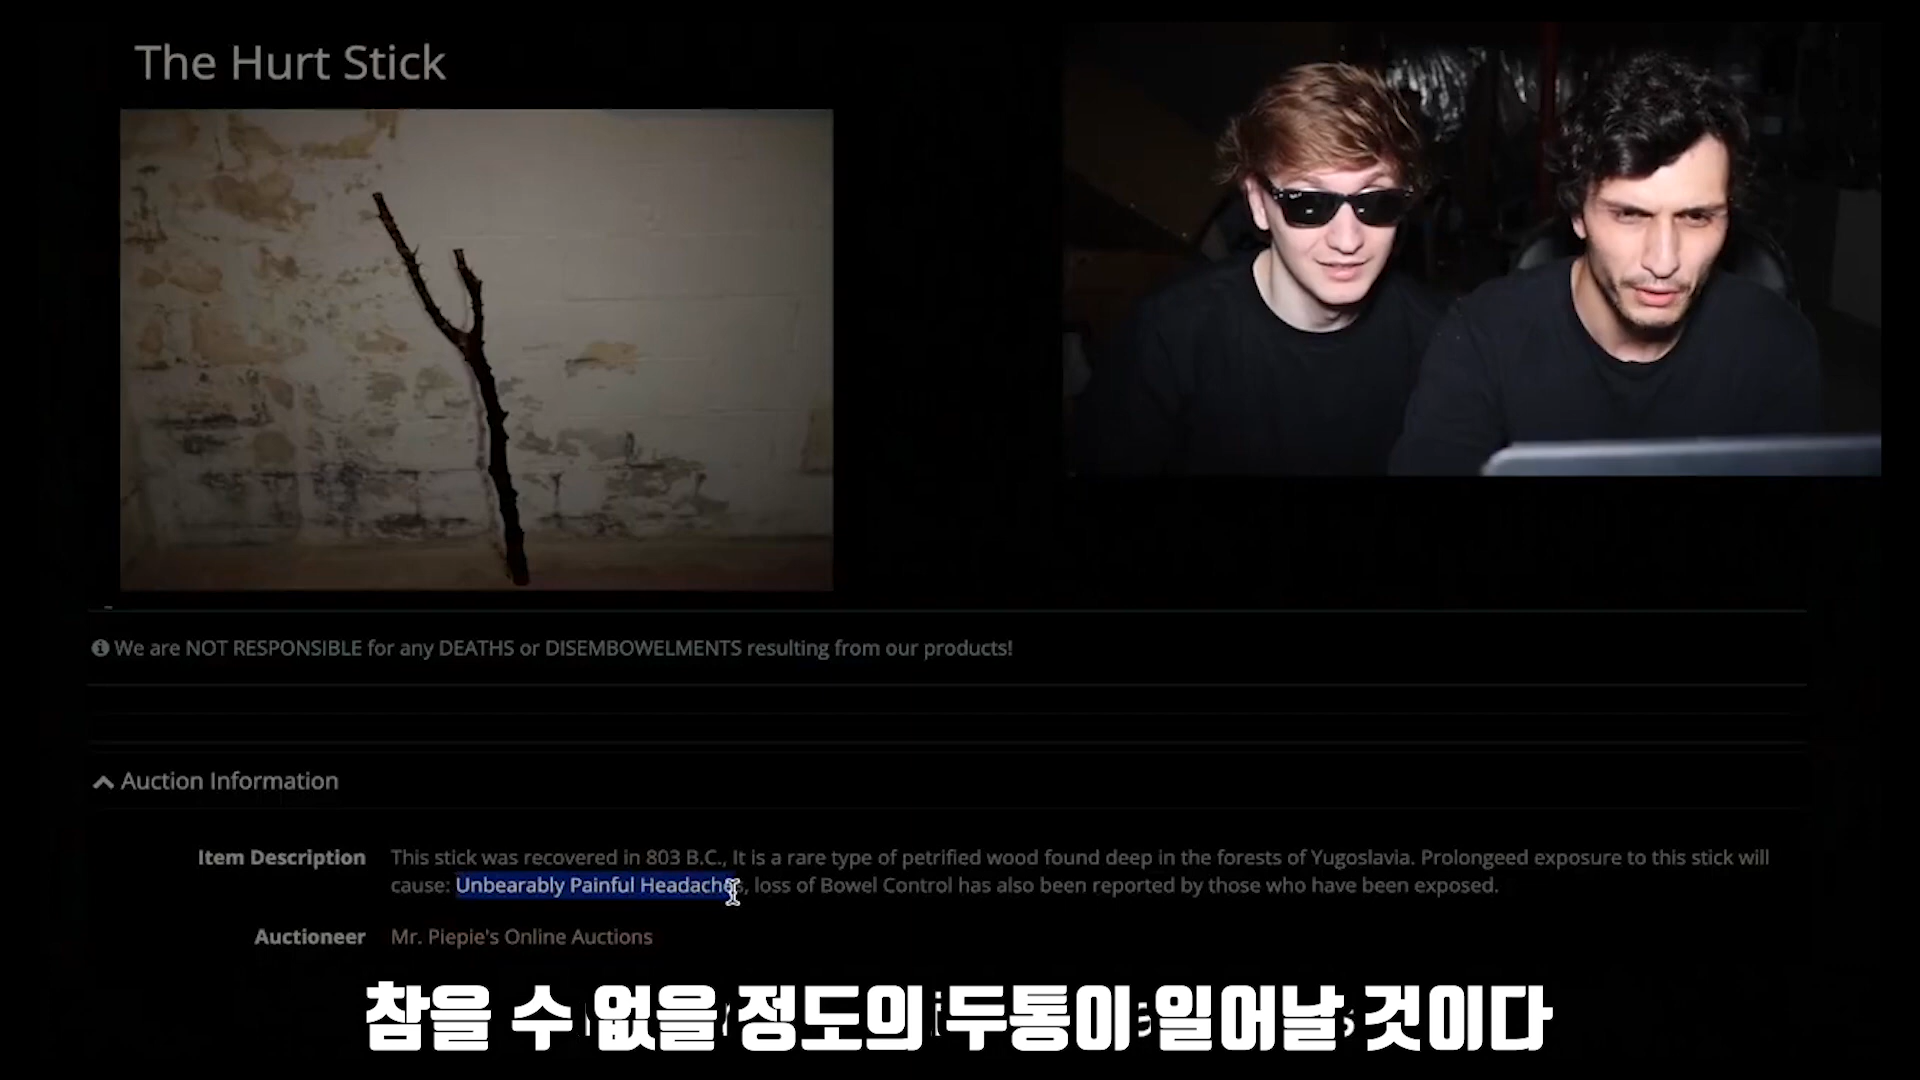 The Hurt Stick
We are NOT RESPONSIBLE for any DEATHS or DISEMBOWELMENTS resulting from our products!
Auction Information
Item Description
This stick was recovered in 803 B.C., It is a rare type of petrified wood found deep in the forests of Yugoslavia. Prolongeed exposure to this stick will
cause: Unbearably Painful Headaches, loss of Bowel Control has also been reported by those who have been exposed.
Auctioneer
Mr. Piepie's Online Auctions
참을 수 없을 정도의 두통이 일어날 것이다